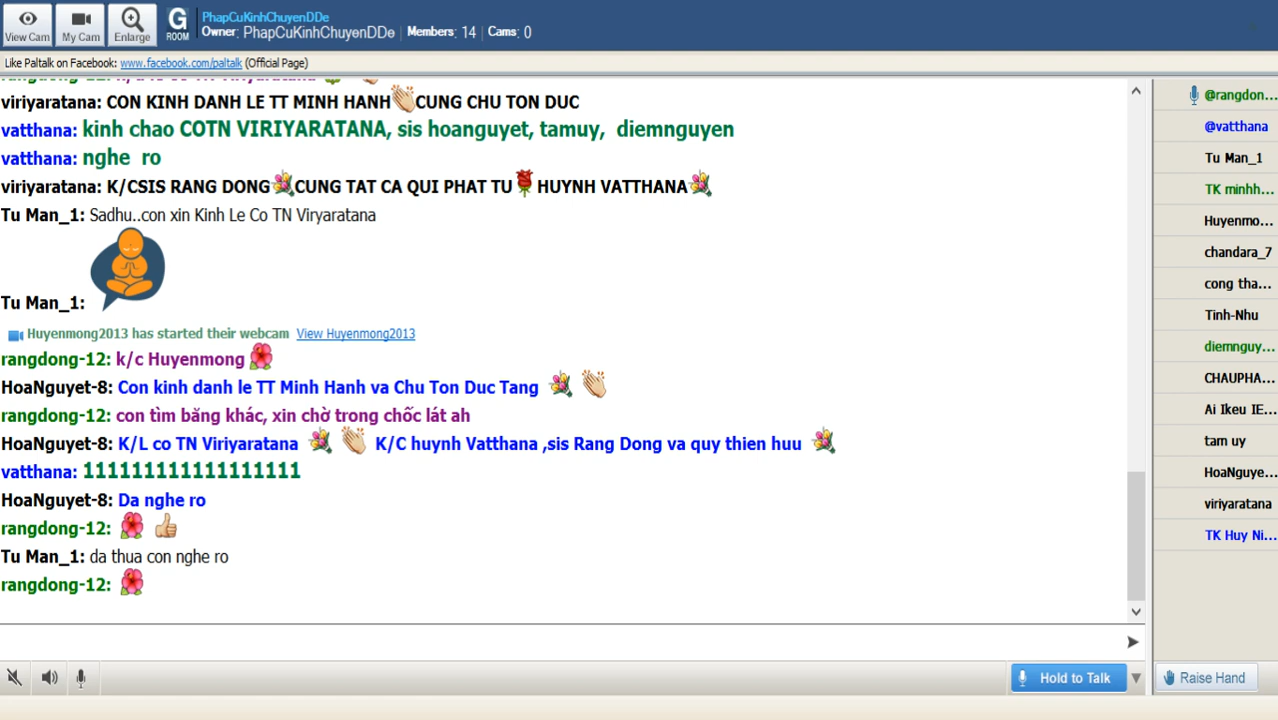 View Cam
My Cam
Enlarge
G
ROOM
PhapCuKinhChuyenDDe
Owner: PhapCuKinhChuyenDDe | Members: 14 | Cams: 0
Like Paltalk on Facebook: www.facebook.com/paltalk (Official Page)
viriyaratana: CON KINH DANH LE TT MINH HANH CUNG CHU TON DUC
vatthana: kinh chao COTN VIRIYARATANA, sis hoanguyet, tamuy, diemnguyen
vatthana: nghe ro
viriyaratana: K/CSIS RANG DONG CUNG TAT CA QUI PHAT TU HUYNH VATTHANA
Tu Man_1: Sadhu..con xin Kinh Le Co TN Viryaratana
Tu Man_1:
Huyenmong2013 has started their webcam View Huyenmong2013
rangdong-12: k/c Huyenmong
HoaNguyet-8: Con kinh danh le TT Minh Hanh va Chu Ton Duc Tang
rangdong-12: con tìm băng khác, xin chờ trong chốc lát ah
HoaNguyet-8: K/L co TN Viriyaratana K/C huynh Vatthana ,sis Rang Dong va quy thien huu
vatthana: 111111111111111111
HoaNguyet-8: Da nghe ro
rangdong-12:
Tu Man_1: da thua con nghe ro
rangdong-12:
@rangdon...
@vatthana
Tu Man_1
TK minhh...
Huyenmo...
chandara_7
cong tha...
Tinh-Nhu
diemnguy...
CHAUPHA...
Ai Ikeu IE...
tam uy
HoaNguye...
viriyaratana
TK Huy Ni...
Hold to Talk
Raise Hand